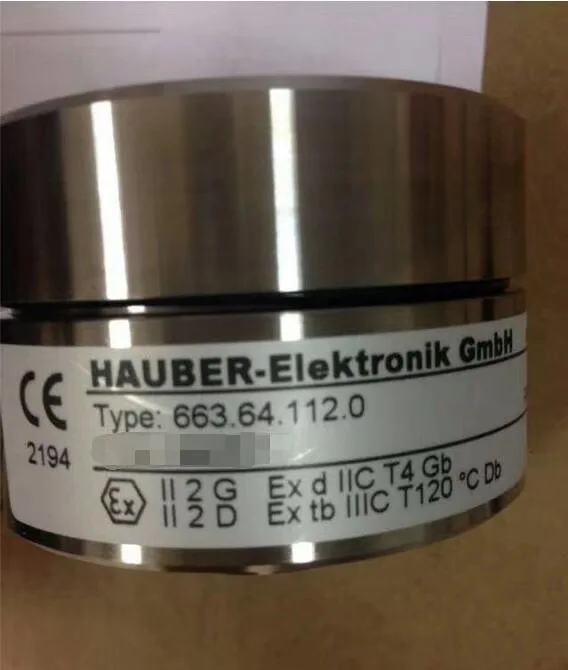 HAUBER-Elektronik GmbH
CE
Type: 663.64.112.0
2194
Ex II 2 G Ex d IIC T4 Gb
II 2 D Ex tb IIIC T120 °C Db